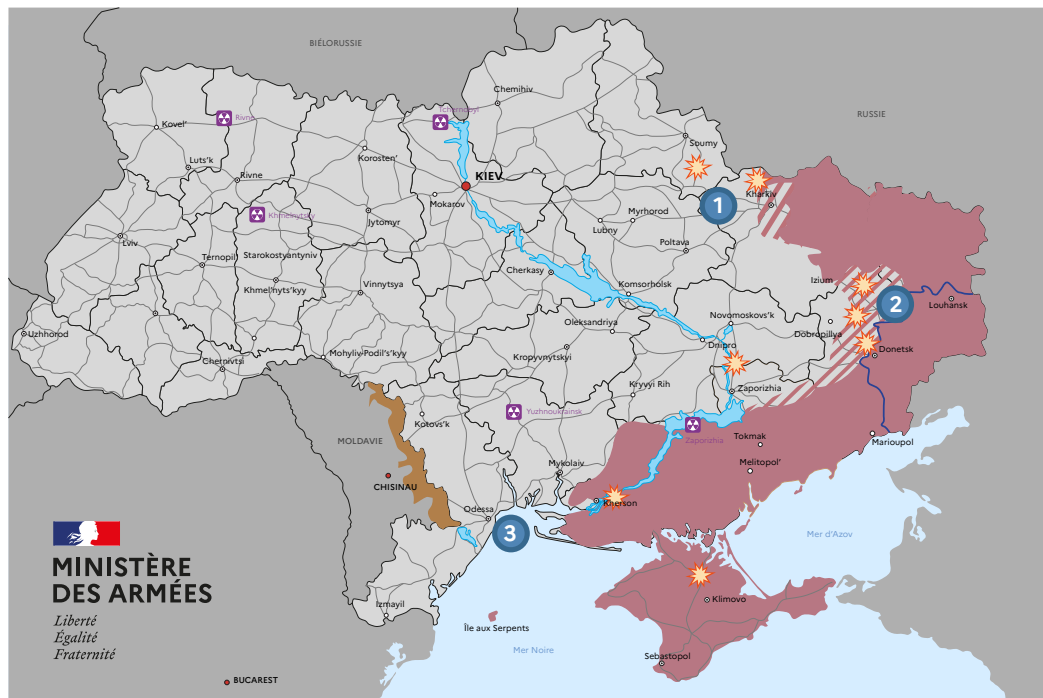 BIÉLORUSSIE
RUSSIE
Chemihiv
Tchernobyl
Rivne
Kovel'
Soumy
Korosten'
Luts'k
Rivne
KIEV
Kharkiv
Mokarov
1
Khmelnytsky
Myrhorod
Jytomyr
Lubny
Lviv
Poltava
Ternopil
Starokostyantyniv
Cherkasy
Izium
Khmel'nyts'kyy
Vinnytsya
Komsorholsk
2
Louhansk
Novomoskovs'k
Oleksandriya
Dobropillya
Uzhhorod
Dnipro
Mohyliv-Podil's'kyy
Kropyvnytskyi
Donetsk
Chernivtsi
Kryvyi Rih
Zaporizhia
Yuzhnoukrainsk
Kotovs'k
Tokmak
Zaporizhia
Marioupol
MOLDAVIE
Mykolaiv
Melitopol'
CHISINAU
Kherson
Odessa
3
Mer d'Azov
MINISTÈRE
DES ARMÉES
Liberté
Égalité
Fraternité
Izmayil
Klimovo
Île aux Serpents
Mer Noire
Sebastopol
BUCAREST